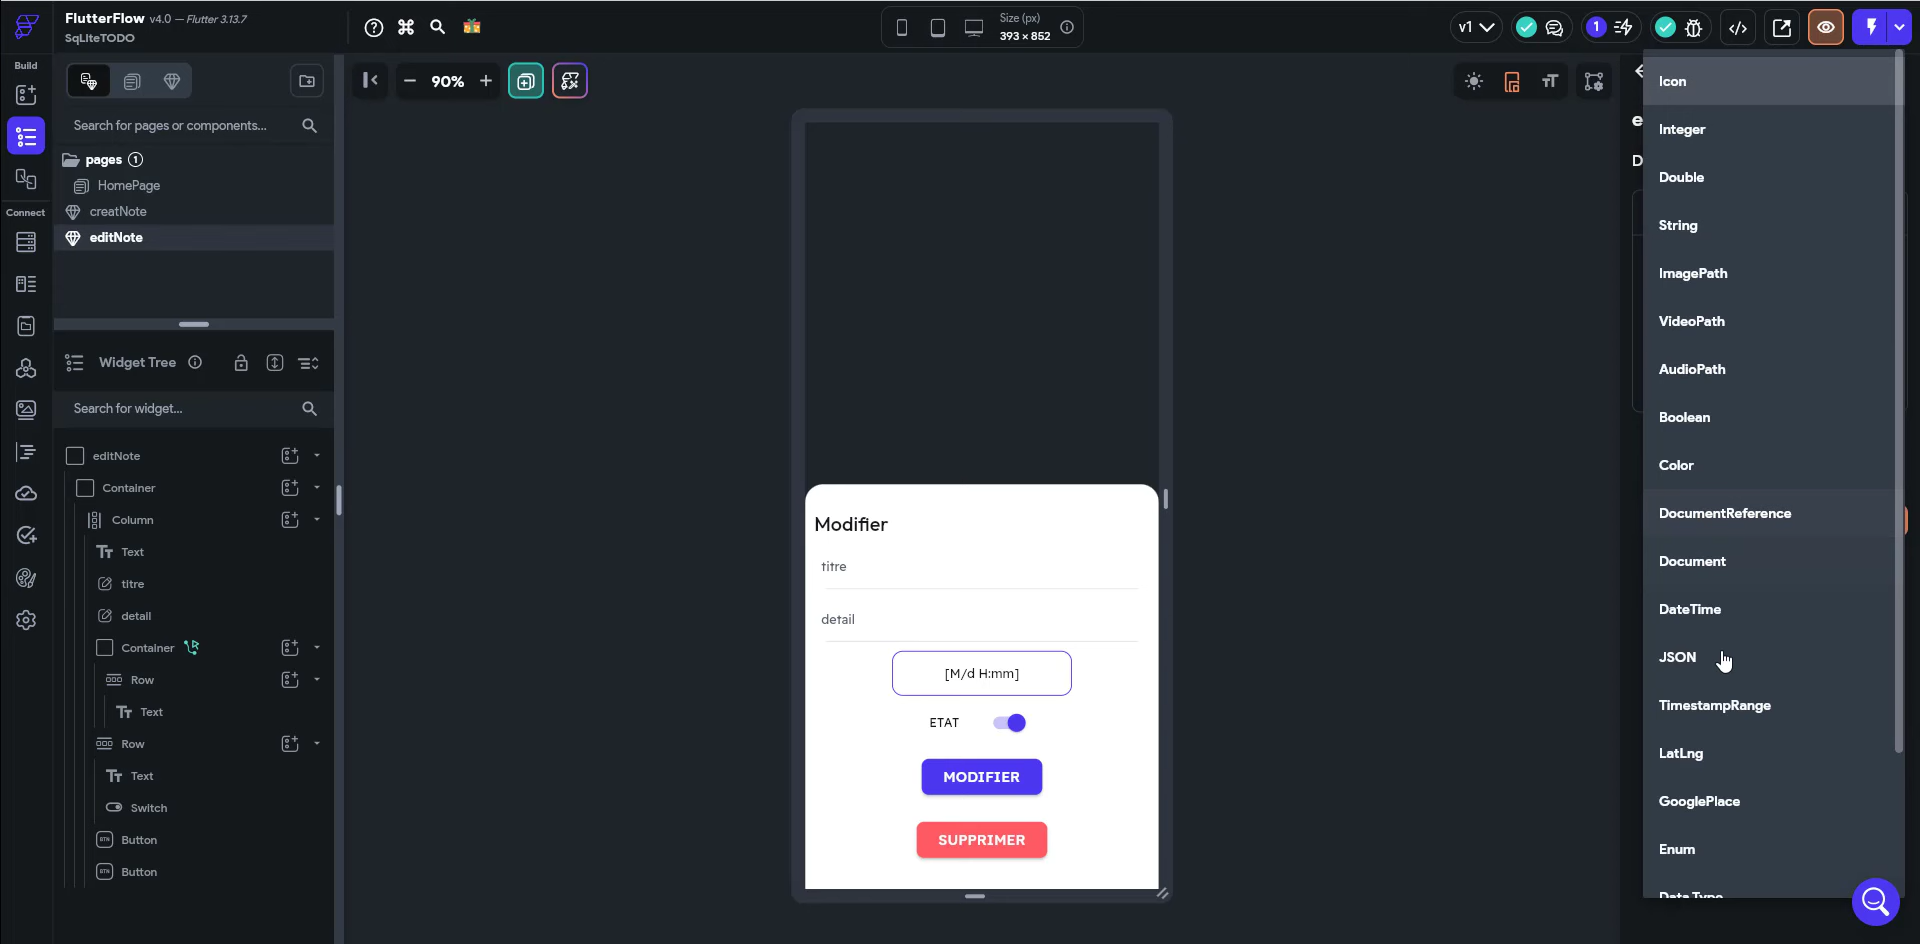 FlutterFlow v4.0 — Flutter 3.13.7
SqLiteTODO
Size (px)
393 × 852
v1
1
Build
Connect
90%
Search for pages or components...
pages 1
HomePage
creatNote
editNote
Widget Tree
Search for widget...
editNote
Container
Column
Text
titre
detail
Container
Row
Text
Row
Text
Switch
Button
Button
Modifier
titre
detail
[M/d H:mm]
ETAT
MODIFIER
SUPPRIMER
e
D
Icon
Integer
Double
String
ImagePath
VideoPath
AudioPath
Boolean
Color
DocumentReference
Document
DateTime
JSON
TimestampRange
LatLng
GooglePlace
Enum
Data Type